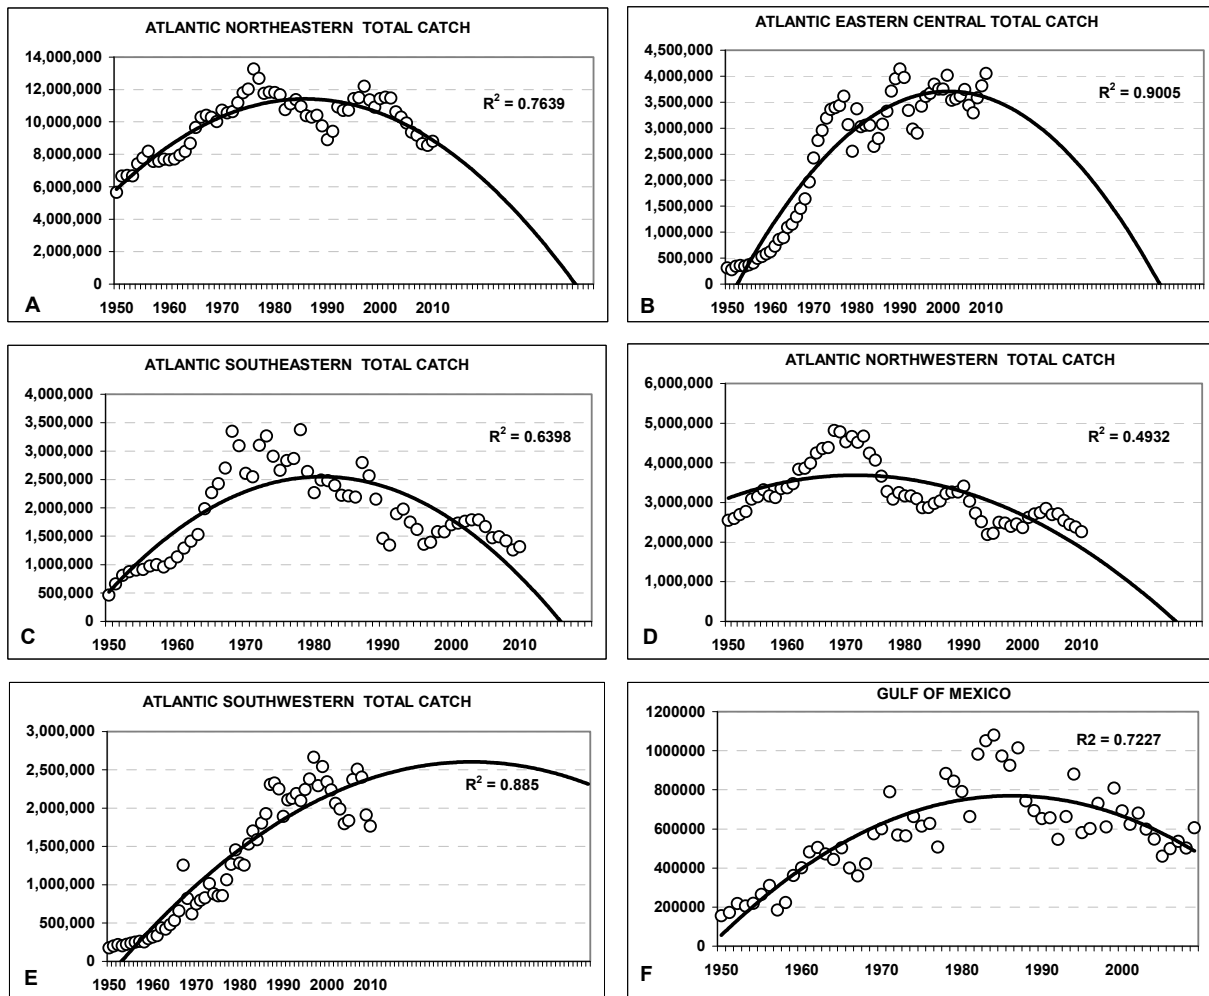 ATLANTIC NORTHEASTERN  TOTAL CATCH
14,000,000
12,000,000
10,000,000
8,000,000
6,000,000
4,000,000
2,000,000
0
R² = 0.7639
1950 1960 1970 1980 1990 2000 2010
A
ATLANTIC EASTERN CENTRAL TOTAL CATCH
4,500,000
4,000,000
3,500,000
3,000,000
2,500,000
2,000,000
1,500,000
1,000,000
500,000
0
R² = 0.9005
1950 1960 1970 1980 1990 2000 2010
B
ATLANTIC SOUTHEASTERN  TOTAL CATCH
4,000,000
3,500,000
3,000,000
2,500,000
2,000,000
1,500,000
1,000,000
500,000
0
R² = 0.6398
1950 1960 1970 1980 1990 2000 2010
C
ATLANTIC NORTHWESTERN  TOTAL CATCH
6,000,000
5,000,000
4,000,000
3,000,000
2,000,000
1,000,000
0
R² = 0.4932
1950 1960 1970 1980 1990 2000 2010
D
ATLANTIC SOUTHWESTERN  TOTAL CATCH
3,000,000
2,500,000
2,000,000
1,500,000
1,000,000
500,000
0
R² = 0.885
1950 1960 1970 1980 1990 2000 2010
E
GULF OF MEXICO
1200000
1000000
800000
600000
400000
200000
0
R2 = 0.7227
1950 1960 1970 1980 1990 2000
F